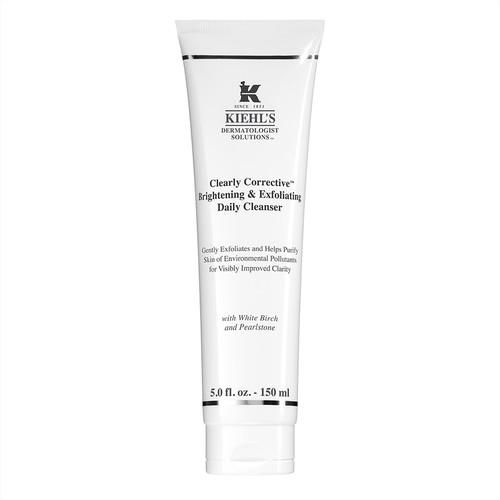 K
SINCE 1851
KIEHL'S
DERMATOLOGIST
SOLUTIONS™
Clearly Corrective™
Brightening & Exfoliating
Daily Cleanser
Gently Exfoliates and Helps Purify
Skin of Environmental Pollutants
for Visibly Improved Clarity
with White Birch
and Pearlstone
5.0 fl. oz. - 150 ml